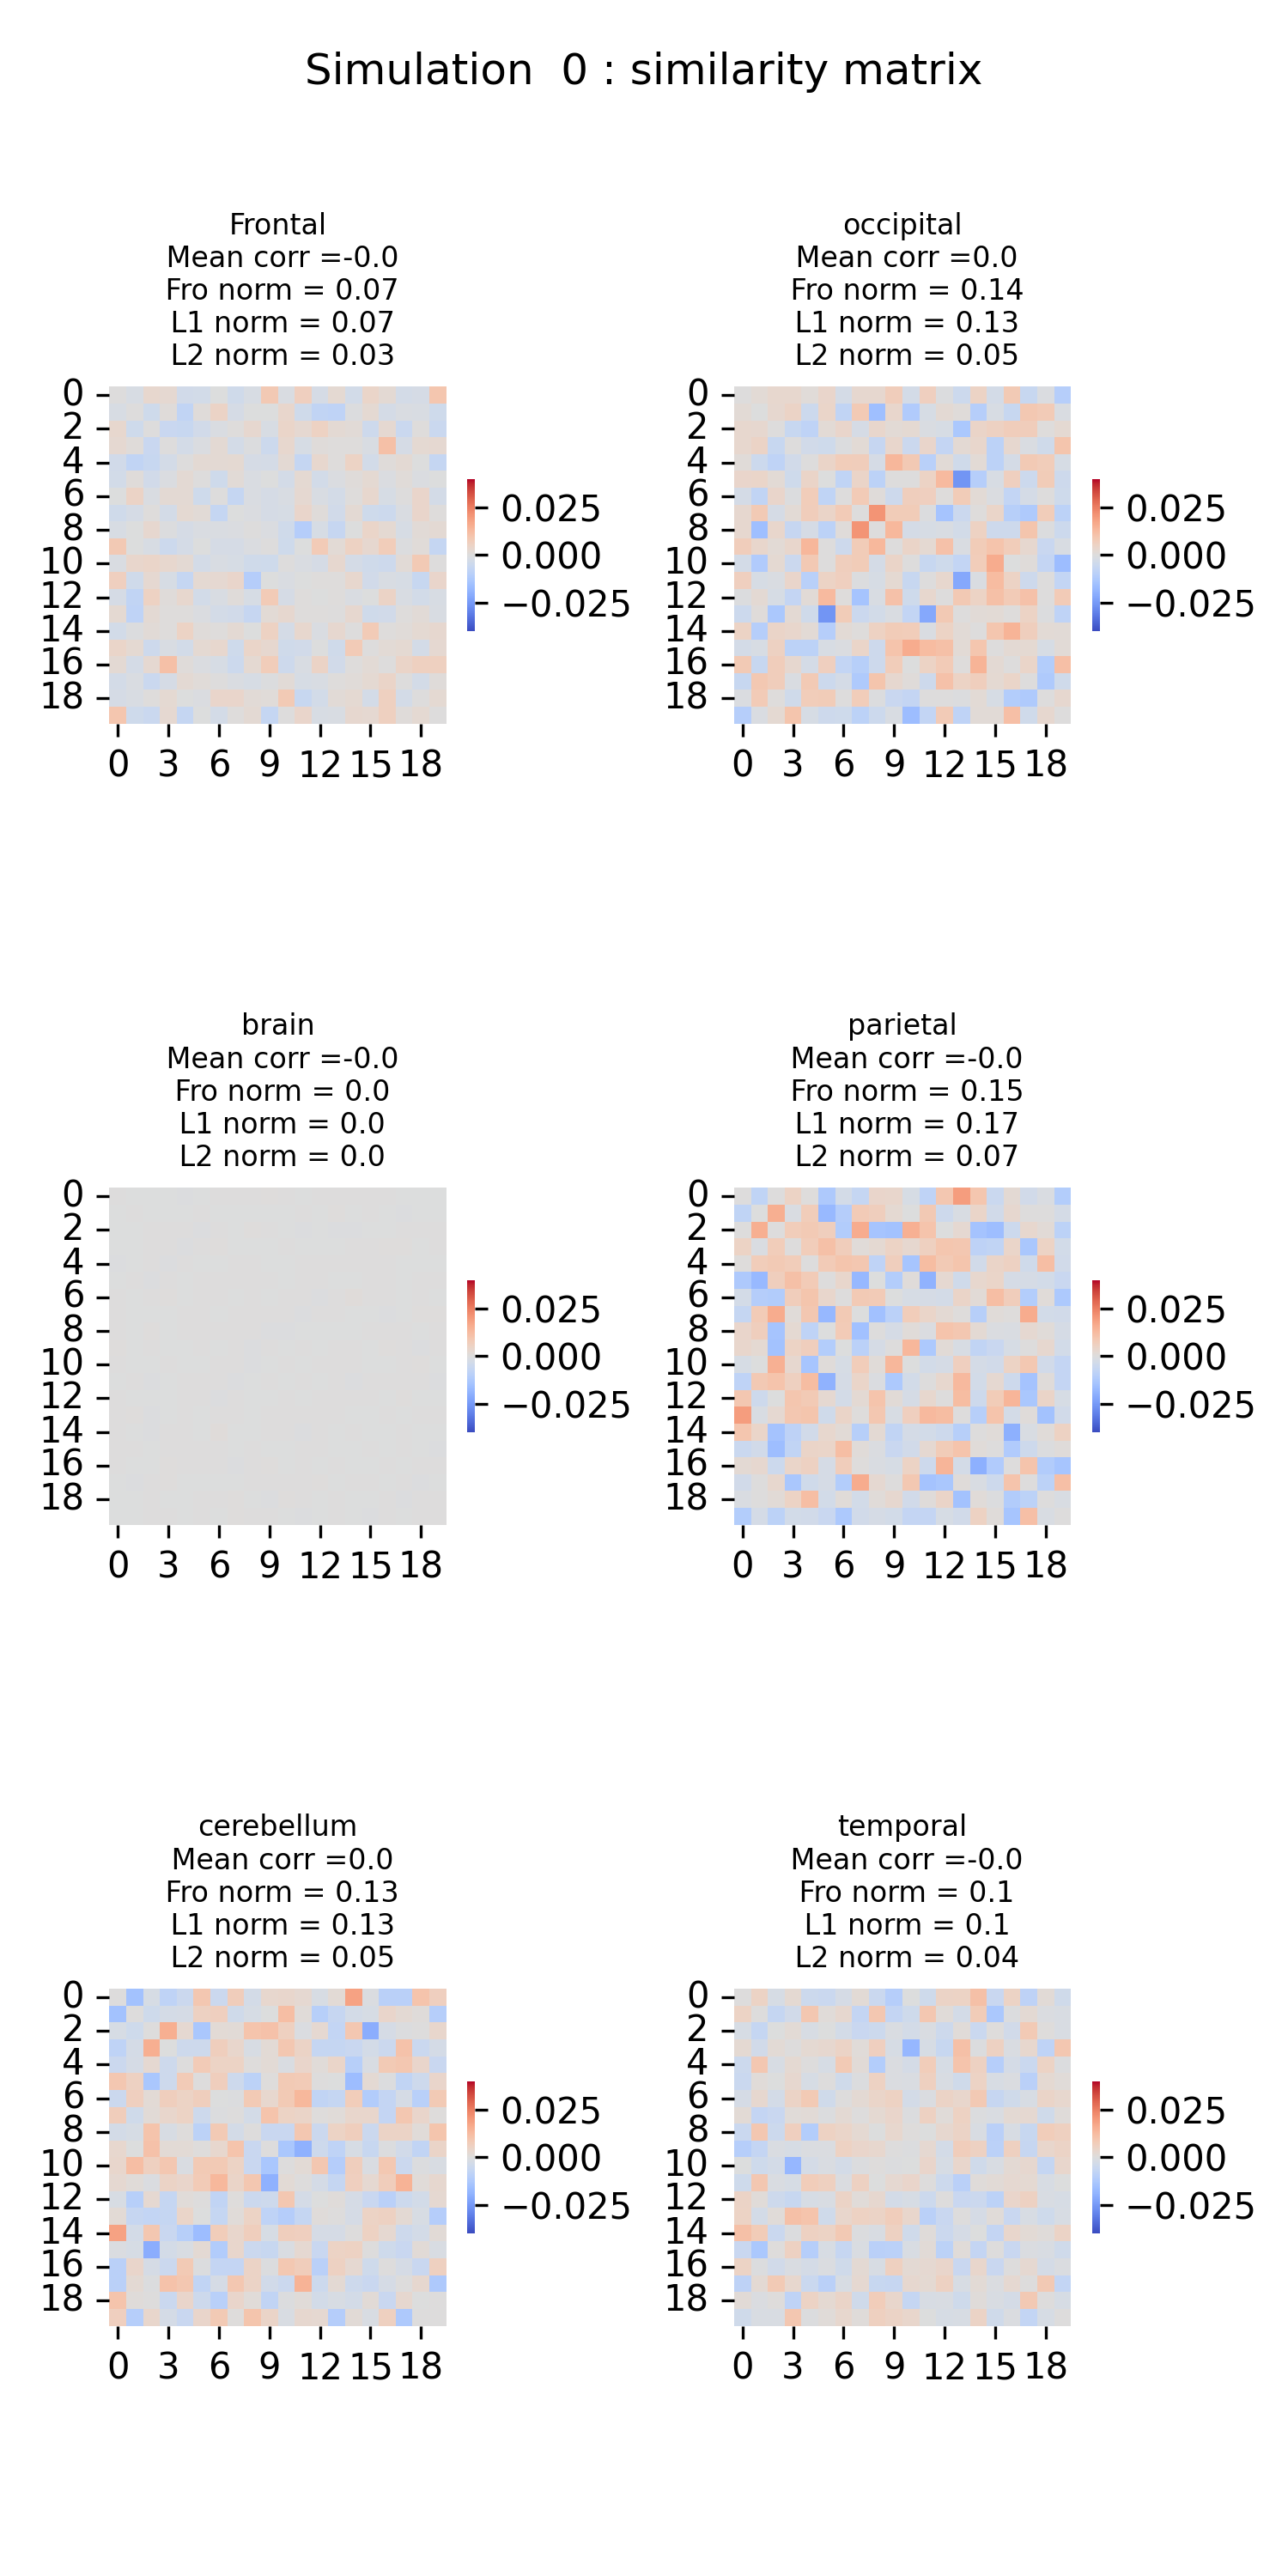 Simulation  0 : similarity matrix
Frontal
Mean corr =-0.0
Fro norm = 0.07
L1 norm = 0.07
L2 norm = 0.03
0
2
4
6
8
10
12
14
16
18
0 3 6 9 12 15 18
0.025
0.000
−0.025
occipital
Mean corr =0.0
Fro norm = 0.14
L1 norm = 0.13
L2 norm = 0.05
0
2
4
6
8
10
12
14
16
18
0 3 6 9 12 15 18
0.025
0.000
−0.025
brain
Mean corr =-0.0
Fro norm = 0.0
L1 norm = 0.0
L2 norm = 0.0
0
2
4
6
8
10
12
14
16
18
0 3 6 9 12 15 18
0.025
0.000
−0.025
parietal
Mean corr =-0.0
Fro norm = 0.15
L1 norm = 0.17
L2 norm = 0.07
0
2
4
6
8
10
12
14
16
18
0 3 6 9 12 15 18
0.025
0.000
−0.025
cerebellum
Mean corr =0.0
Fro norm = 0.13
L1 norm = 0.13
L2 norm = 0.05
0
2
4
6
8
10
12
14
16
18
0 3 6 9 12 15 18
0.025
0.000
−0.025
temporal
Mean corr =-0.0
Fro norm = 0.1
L1 norm = 0.1
L2 norm = 0.04
0
2
4
6
8
10
12
14
16
18
0 3 6 9 12 15 18
0.025
0.000
−0.025